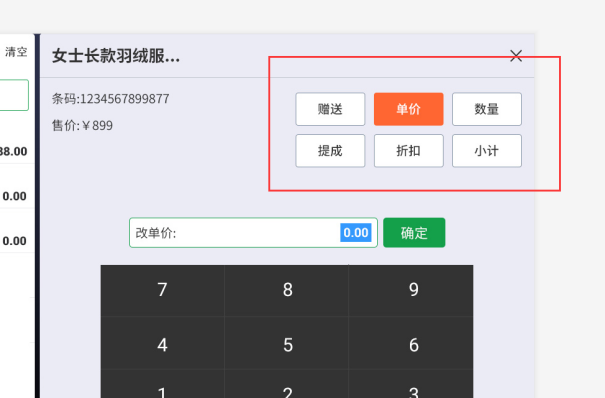 清空
女士长款羽绒服...
条码:1234567899877
售价:￥899
赠送 单价 数量
提成 折扣 小计
38.00
0.00
0.00
改单价: 0.00 确定
7 8 9
4 5 6
1 2 3